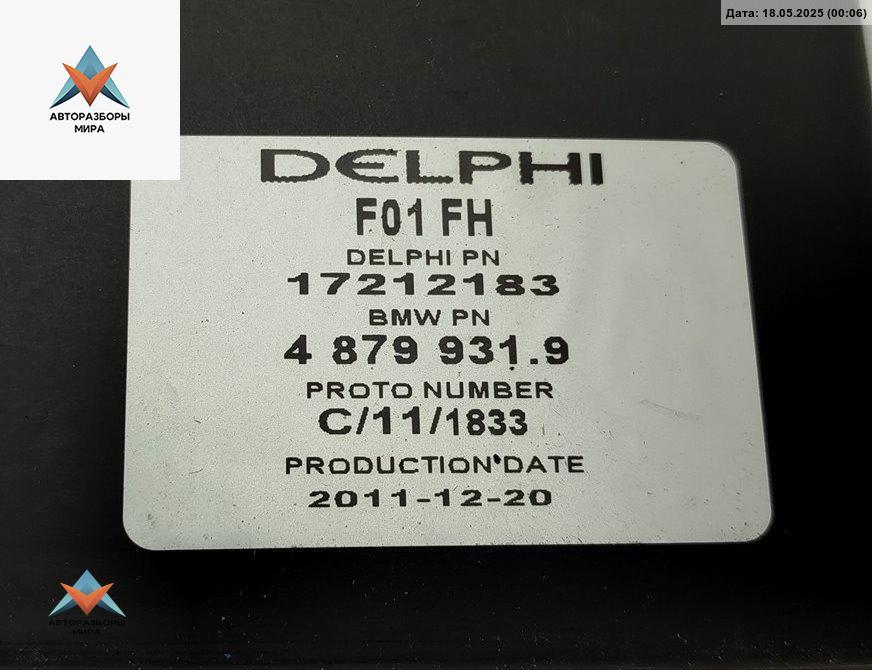 Дата: 18.05.2025 (00:06)
АВТОРАЗБОРЫ
МИРА
DELPHI
F01 FH
DELPHI PN
17212183
BMW PN
4 879 931.9
PROTO NUMBER
C/11/1833
PRODUCTION DATE
2011-12-20
АВТОРАЗБОРЫ
МИРА